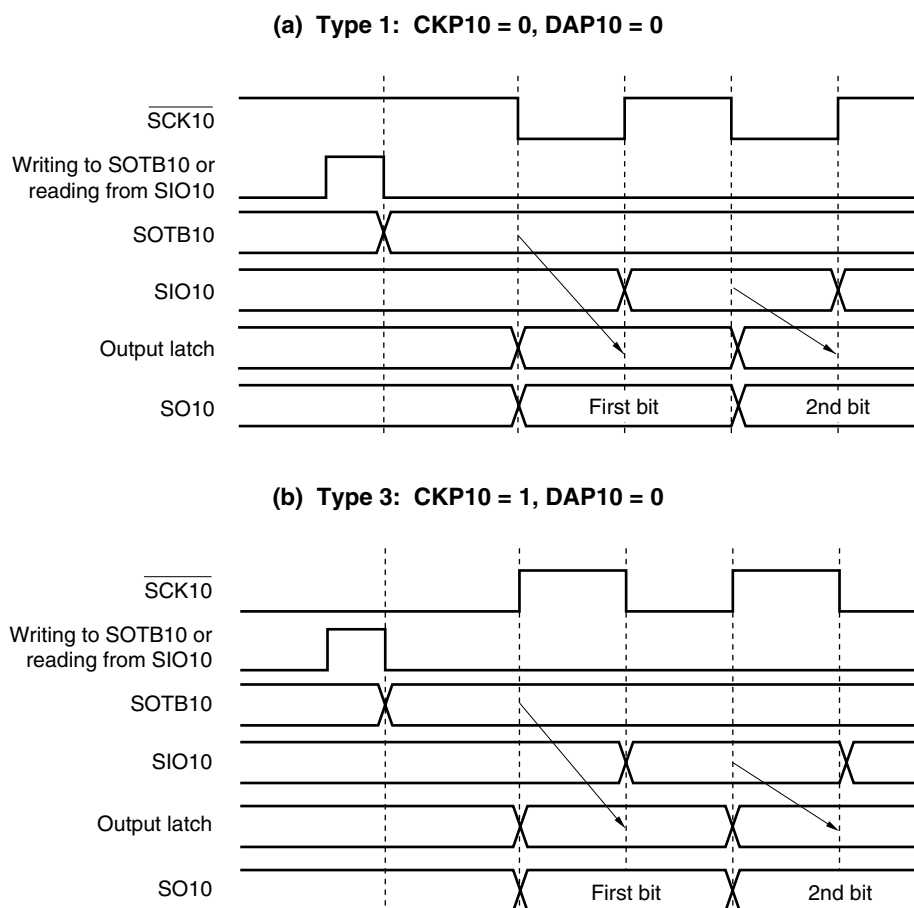 (a) Type 1: CKP10 = 0, DAP10 = 0
SCK10
Writing to SOTB10 or
reading from SIO10
SOTB10
SIO10
Output latch
SO10
First bit
2nd bit
(b) Type 3: CKP10 = 1, DAP10 = 0
SCK10
Writing to SOTB10 or
reading from SIO10
SOTB10
SIO10
Output latch
SO10
First bit
2nd bit